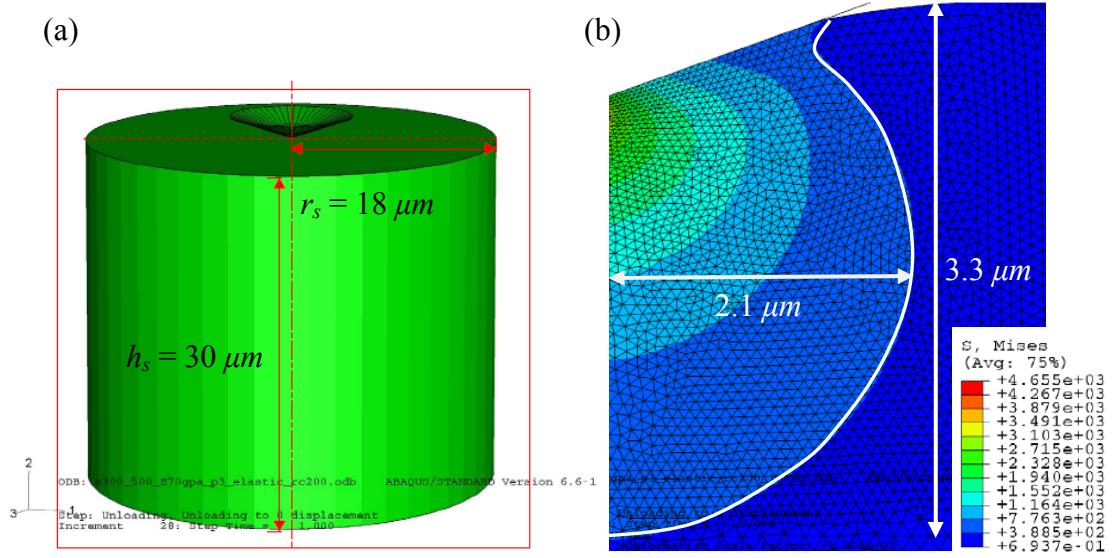 (a)
r_s = 18 μm
h_s = 30 μm
2
3
1
ABAQUS/STANDARD Version 6.6-1
Step: Unloading, Unloading to 0 displacement
Increment 28: Step Time = 1.000
(b)
3.3 μm
2.1 μm
S, Mises
(Avg: 75%)
+4.655e+03
+4.267e+03
+3.879e+03
+3.491e+03
+3.103e+03
+2.715e+03
+2.328e+03
+1.940e+03
+1.552e+03
+1.164e+03
+7.763e+02
+3.885e+02
+6.937e-01